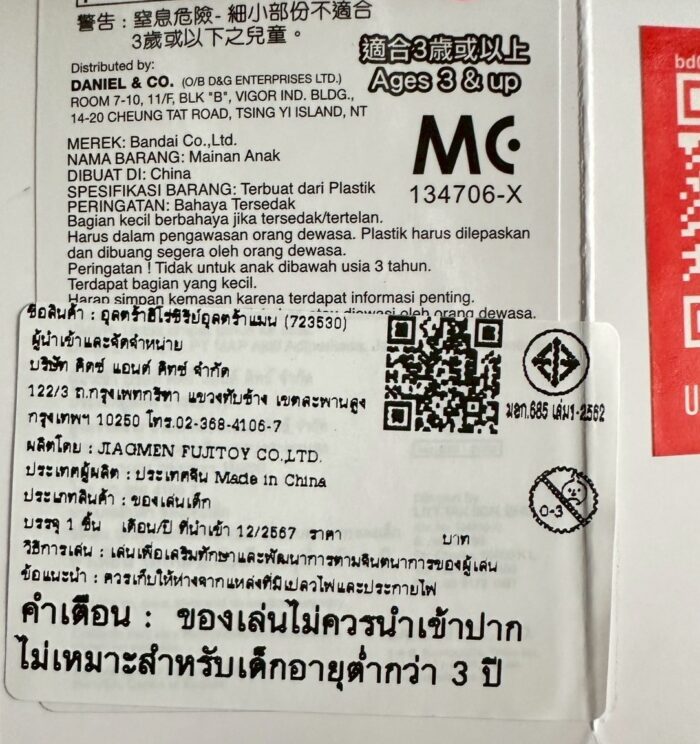 警告：窒息危險- 細小部份不適合
3歲或以下之兒童。
適合3歲或以上
Ages 3 & up
Distributed by:
DANIEL & CO. (O/B D&G ENTERPRISES LTD.)
ROOM 7-10, 11/F, BLK "B", VIGOR IND. BLDG.,
14-20 CHEUNG TAT ROAD, TSING YI ISLAND, NT
MC
134706-X
MEREK: Bandai Co.,Ltd.
NAMA BARANG: Mainan Anak
DIBUAT DI: China
SPESIFIKASI BARANG: Terbuat dari Plastik
PERINGATAN: Bahaya Tersedak
Bagian kecil berbahaya jika tersedak/tertelan.
Harus dalam pengawasan orang dewasa. Plastik harus dilepaskan
dan dibuang segera oleh orang dewasa.
Peringatan ! Tidak untuk anak dibawah usia 3 tahun.
Terdapat bagian yang kecil.
Harap simpan kemasan karena terdapat informasi penting.
oleh orang dewasa.
ชื่อสินค้า : อุลตร้าฮีโร่ซีรีย์อุลตร้าแมน (723530)
ผู้นำเข้าและจัดจำหน่าย
บริษัท คิดซ์ แอนด์ คิทซ์ จำกัด
122/3 ถ.กรุงเทพกรีฑา แขวงทับช้าง เขตสะพานสูง
กรุงเทพฯ 10250 โทร.02-368-4106-7
ผลิตโดย : JIAGMEN FUJITOY CO.,LTD.
ประเทศผู้ผลิต : ประเทศจีน Made in China
ประเภทสินค้า : ของเล่นเด็ก
บรรจุ 1 ชิ้น เดือน/ปี ที่นำเข้า 12/2567 ราคา บาท
วิธีการเล่น : เล่นเพื่อเสริมทักษะและพัฒนาการตามจินตนาการของผู้เล่น
ข้อแนะนำ : ควรเก็บให้ห่างจากแหล่งที่มีเปลวไฟและประกายไฟ
คำเตือน : ของเล่นไม่ควรนำเข้าปาก
ไม่เหมาะสำหรับเด็กอายุต่ำกว่า 3 ปี
มอก.685 เล่ม1-2562
0-3